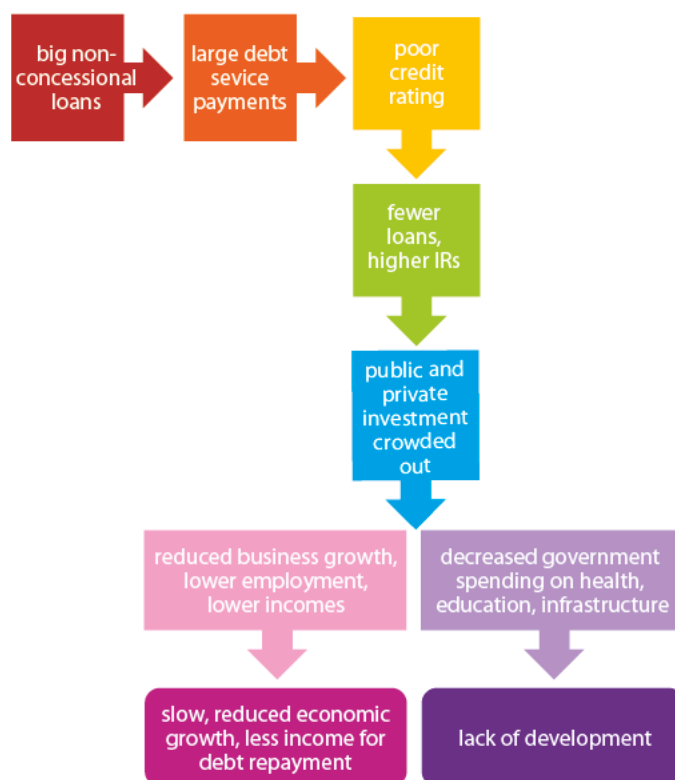 big non-
concessional
loans
large debt
sevice
payments
poor
credit
rating
fewer
loans,
higher IRs
public and
private
investment
crowded
out
reduced business growth,
lower employment,
lower incomes
decreased government
spending on health,
education, infrastructure
slow, reduced economic
growth, less income for
debt repayment
lack of development